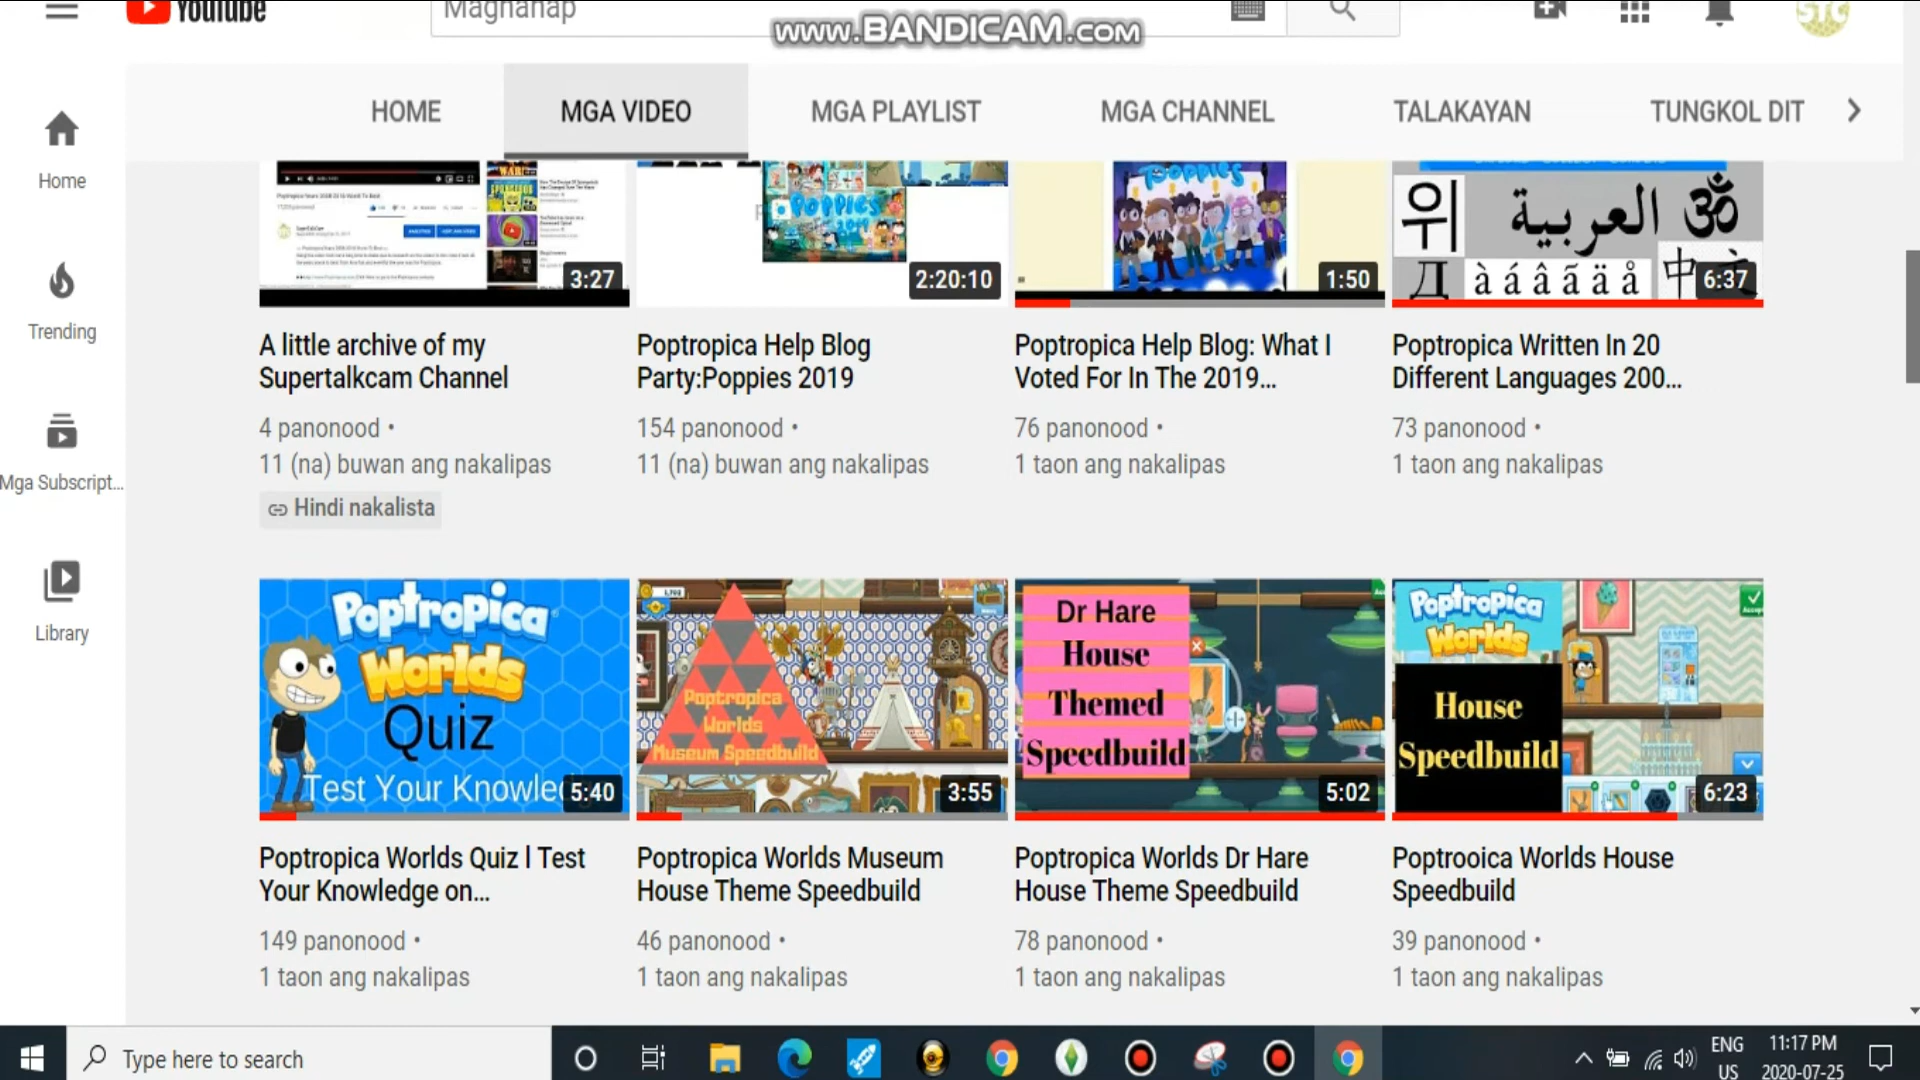 YouTube
Maghanap
www.BANDICAM.com
HOME
MGA VIDEO
MGA PLAYLIST
MGA CHANNEL
TALAKAYAN
TUNGKOL DIT
Home
Trending
Mga Subscript...
Library
3:27
POPPIES
2:20:10
POPPIES
1:50
위 العربية ॐ
Д à á â ã ä å 中
6:37
A little archive of my
Supertalkcam Channel
4 panonood •
11 (na) buwan ang nakalipas
Hindi nakalista
Poptropica Help Blog
Party:Poppies 2019
154 panonood •
11 (na) buwan ang nakalipas
Poptropica Help Blog: What I
Voted For In The 2019...
76 panonood •
1 taon ang nakalipas
Poptropica Written In 20
Different Languages 200...
73 panonood •
1 taon ang nakalipas
Poptropica
Worlds
Quiz
Test Your Knowle
5:40
Poptropica
Worlds
Museum Speedbuild
3:55
Dr Hare
House
Themed
Speedbuild
5:02
Poptropica
Worlds
House
Speedbuild
6:23
Poptropica Worlds Quiz l Test
Your Knowledge on...
149 panonood •
1 taon ang nakalipas
Poptropica Worlds Museum
House Theme Speedbuild
46 panonood •
1 taon ang nakalipas
Poptropica Worlds Dr Hare
House Theme Speedbuild
78 panonood •
1 taon ang nakalipas
Poptrooica Worlds House
Speedbuild
39 panonood •
1 taon ang nakalipas
Type here to search
ENG
US
11:17 PM
2020-07-25